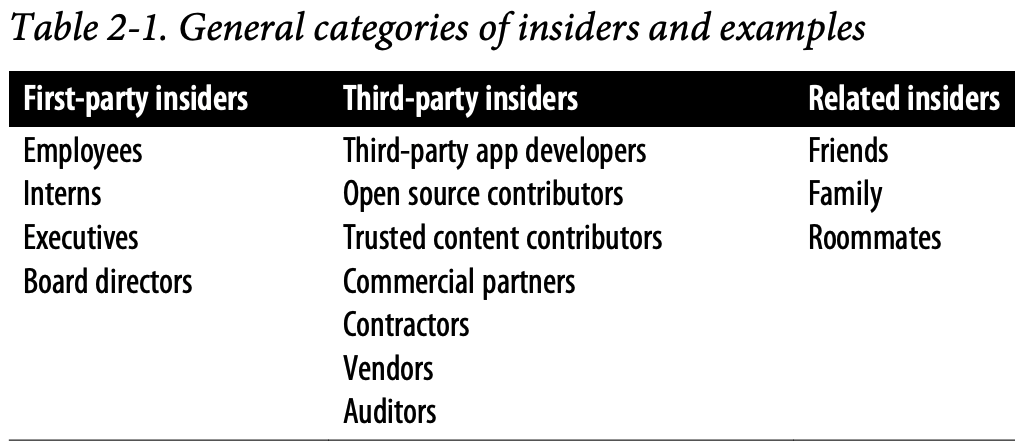 Table 2-1. General categories of insiders and examples
First-party insiders Third-party insiders Related insiders
Employees Third-party app developers Friends
Interns Open source contributors Family
Executives Trusted content contributors Roommates
Board directors Commercial partners
Contractors
Vendors
Auditors